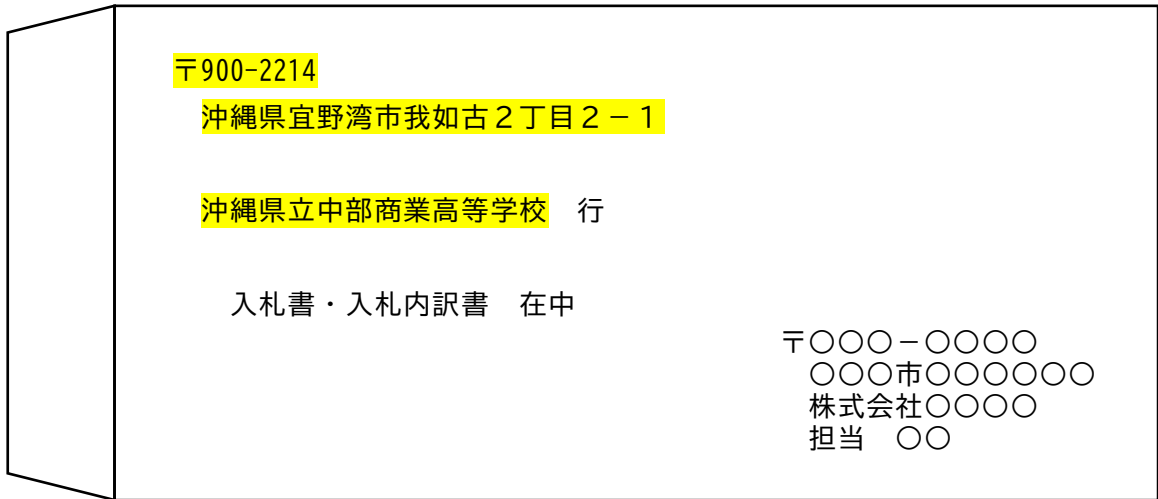 〒900-2214
沖縄県宜野湾市我如古２丁目２－１
沖縄県立中部商業高等学校　行
入札書・入札内訳書　在中
〒○○○－○○○○
○○○市○○○○○○
株式会社○○○○
担当　○○